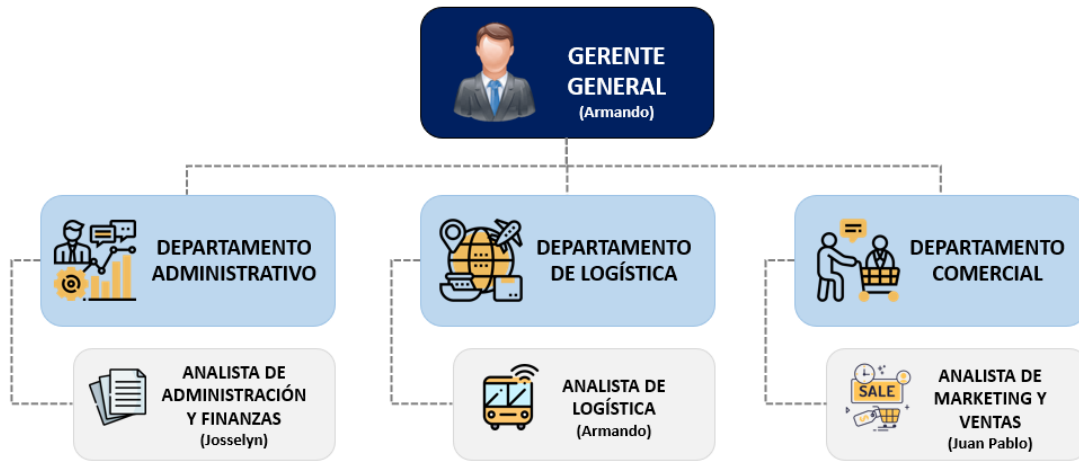 GERENTE
GENERAL
(Armando)
DEPARTAMENTO
ADMINISTRATIVO
DEPARTAMENTO
DE LOGÍSTICA
DEPARTAMENTO
COMERCIAL
ANALISTA DE
ADMINISTRACIÓN
Y FINANZAS
(Josselyn)
ANALISTA DE
LOGÍSTICA
(Armando)
SALE
ANALISTA DE
MARKETING Y
VENTAS
(Juan Pablo)